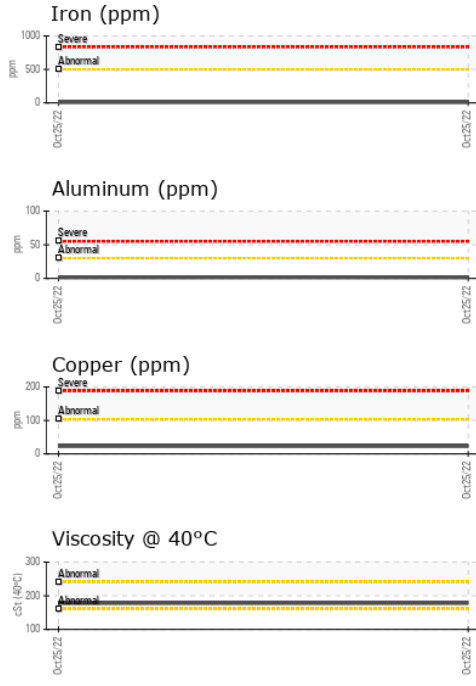 Iron (ppm)
1000
Severe
Abnormal
500
ppm
0
Oct25/22
Oct25/22
Aluminum (ppm)
100
Severe
50
Abnormal
ppm
0
Oct25/22
Oct25/22
Copper (ppm)
200
Severe
Abnormal
100
ppm
0
Oct25/22
Oct25/22
Viscosity @ 40°C
300
Abnormal
200
Abnormal
cSt (40°C)
100
Oct25/22
Oct25/22